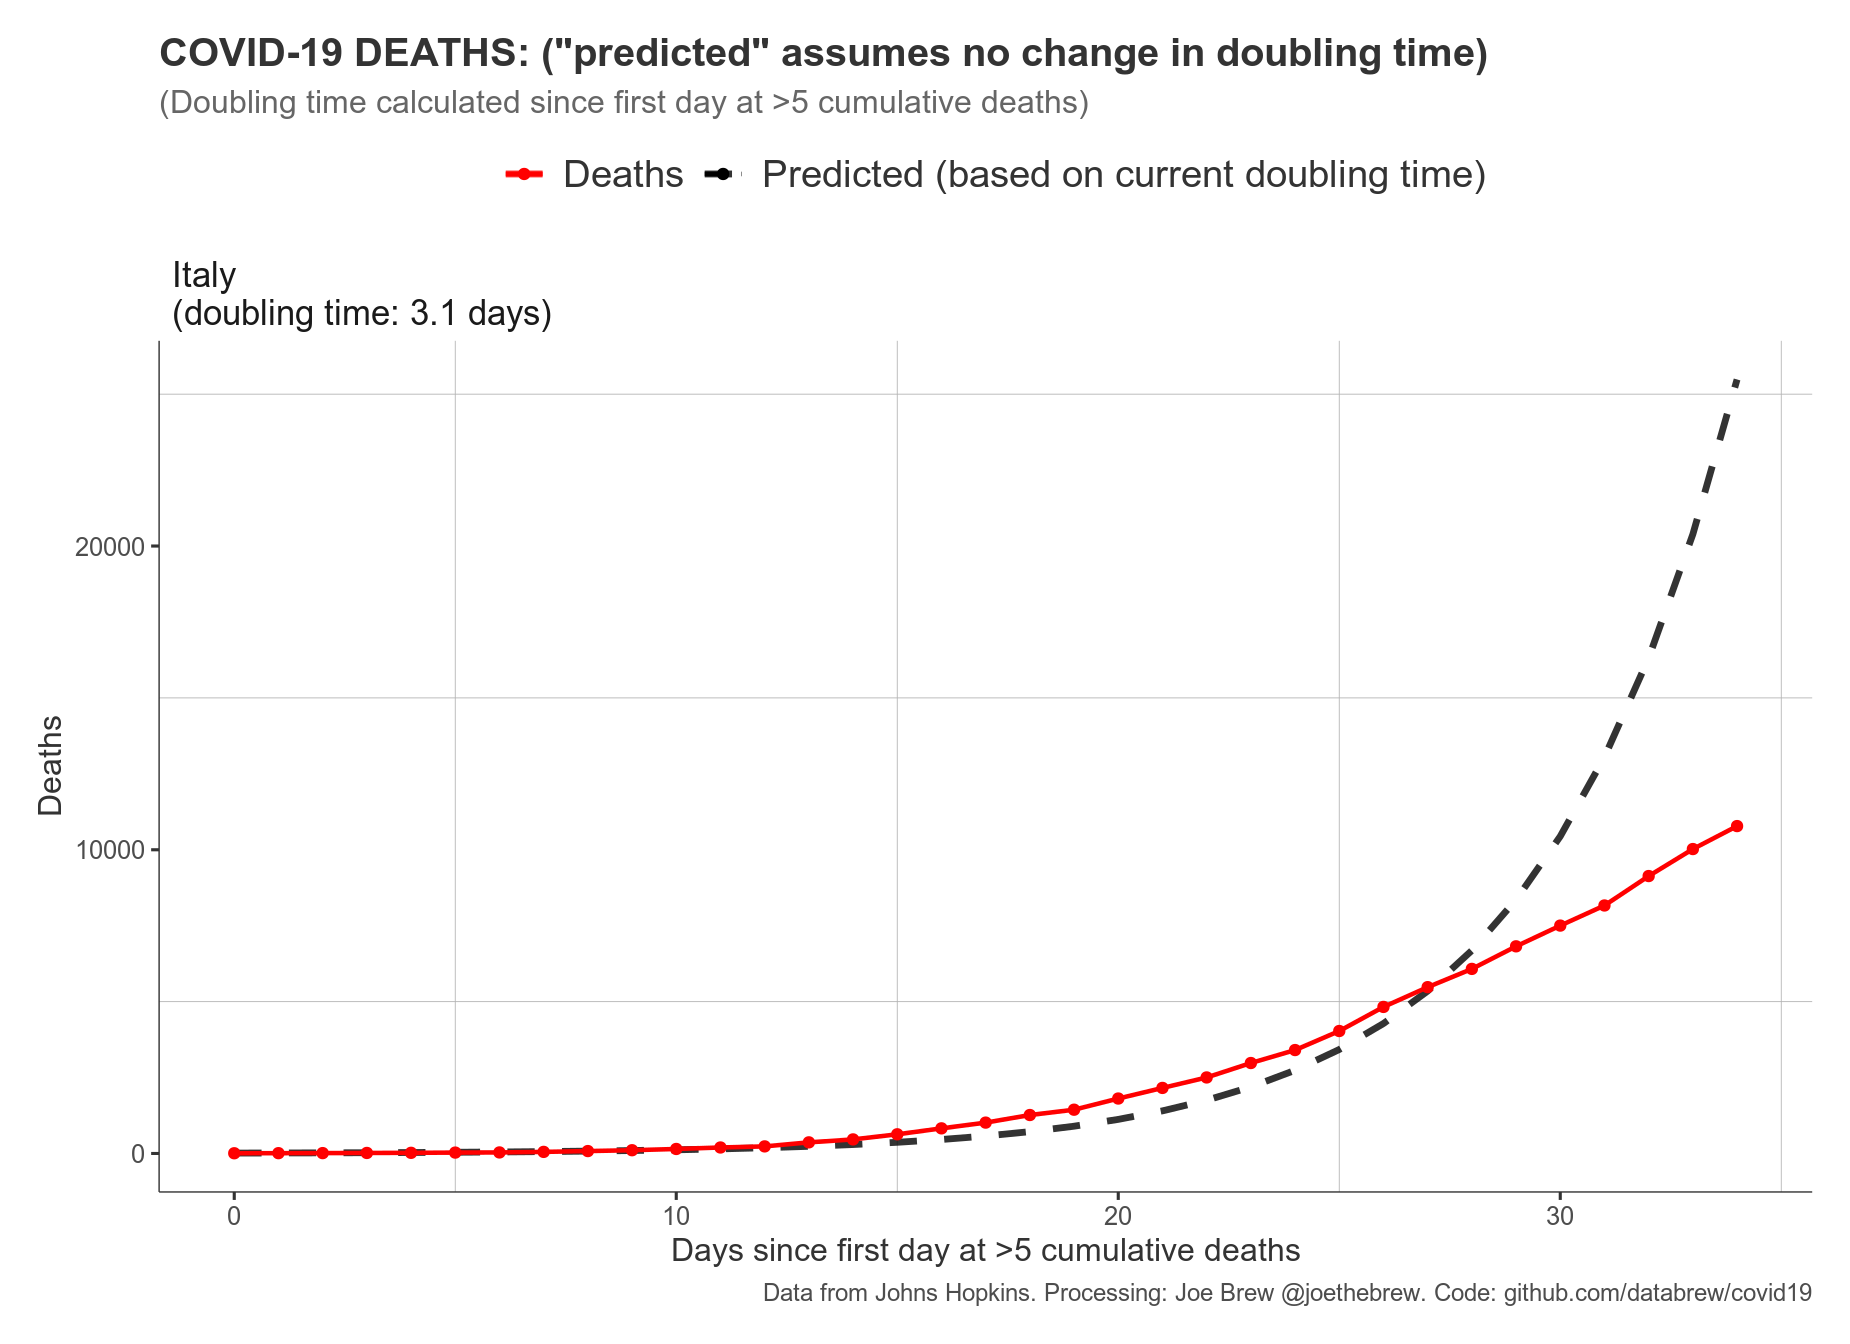 COVID-19 DEATHS: ("predicted" assumes no change in doubling time)
(Doubling time calculated since first day at >5 cumulative deaths)
Deaths Predicted (based on current doubling time)
Italy
(doubling time: 3.1 days)
20000
10000
0
Deaths
0 10 20 30
Days since first day at >5 cumulative deaths
Data from Johns Hopkins. Processing: Joe Brew @joethebrew. Code: github.com/databrew/covid19